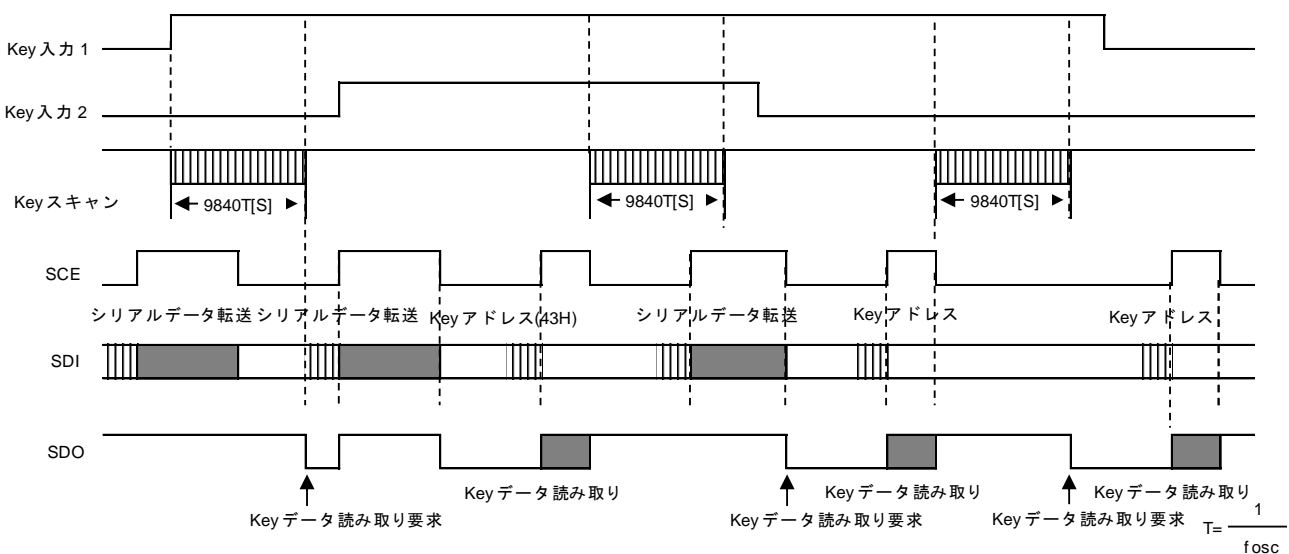 Key入力1
Key入力2
Keyスキャン
9840T[S]
9840T[S]
9840T[S]
SCE
シリアルデータ転送
シリアルデータ転送
Keyアドレス(43H)
シリアルデータ転送
Keyアドレス
Keyアドレス
SDI
SDO
Keyデータ読み取り
Keyデータ読み取り
Keyデータ読み取り
Keyデータ読み取り要求
Keyデータ読み取り要求
Keyデータ読み取り要求
T= 1
fosc